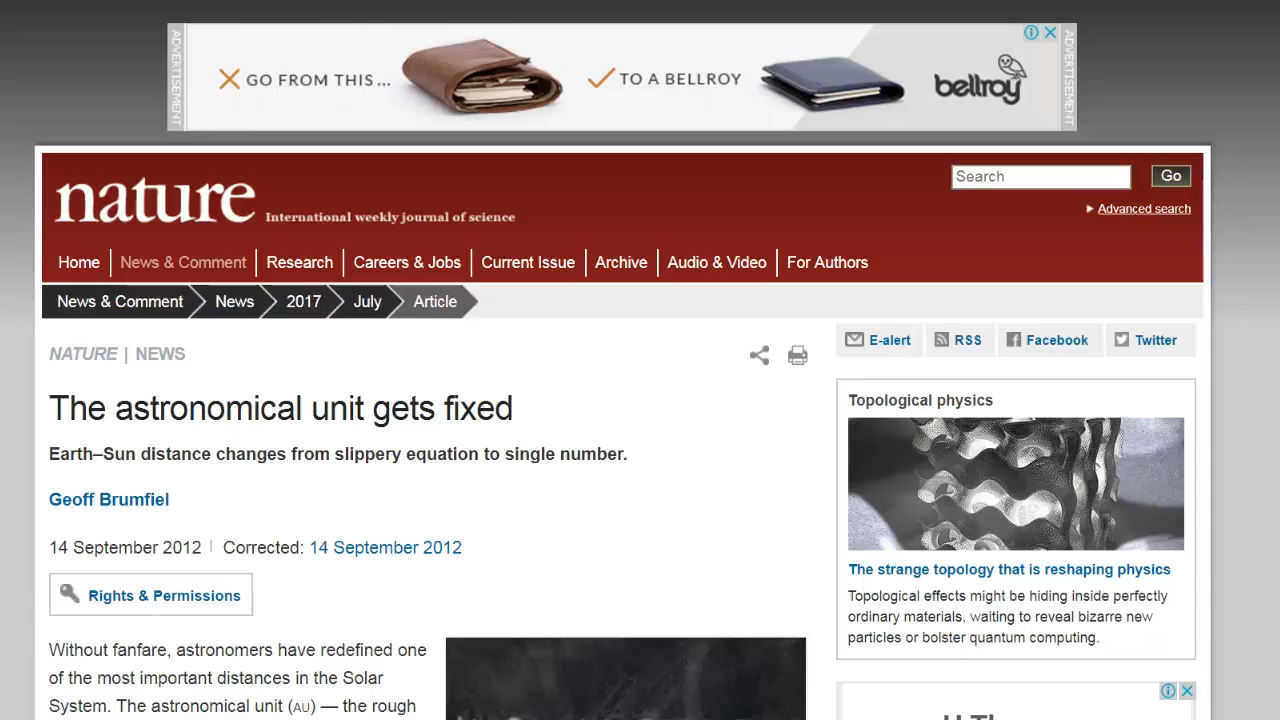 ADVERTISEMENT
GO FROM THIS ...
TO A BELLROY
bellroy
ADVERTISEMENT
nature
International weekly journal of science
Search
Go
Advanced search
Home
News & Comment
Research
Careers & Jobs
Current Issue
Archive
Audio & Video
For Authors
News & Comment
News
2017
July
Article
NATURE | NEWS
The astronomical unit gets fixed
Earth–Sun distance changes from slippery equation to single number.
Geoff Brumfiel
14 September 2012
Corrected: 14 September 2012
Rights & Permissions
Without fanfare, astronomers have redefined one
of the most important distances in the Solar
System. The astronomical unit (AU) — the rough
E-alert
RSS
Facebook
Twitter
Topological physics
The strange topology that is reshaping physics
Topological effects might be hiding inside perfectly
ordinary materials, waiting to reveal bizarre new
particles or bolster quantum computing.